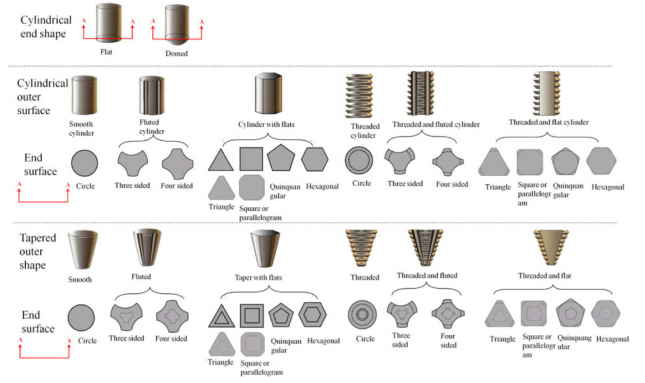 Cylindrical
end shape
A A
A A
Flat
Domed
Cylindrical
outer
surface
Smooth
cylinder
Fluted
cylinder
Cylinder with flats
Threaded
cylinder
Threaded and fluted cylinder
Threaded and flat cylinder
End
surface
A A
Circle
Three sided
Four sided
Triangle
Square
Quinquan
gular
Hexagonal
Triangle
Square or
parallelogram
Circle
Three sided
Four sided
Triangle
Square or
parallelogr
am
Quinquan
gular
Hexagonal
Tapered
outer
shape
Smooth
Fluted
Taper with flats
Threaded
Threaded and fluted
Threaded and flat
End
surface
A A
Circle
Three sided
Four sided
Triangle
Square
Quinquan
gular
Hexagonal
Triangle
Square or
parallelogram
Circle
Three
sided
Four
sided
Triangle
Square or
parallelogr
am
Quinquang
ular
Hexagonal